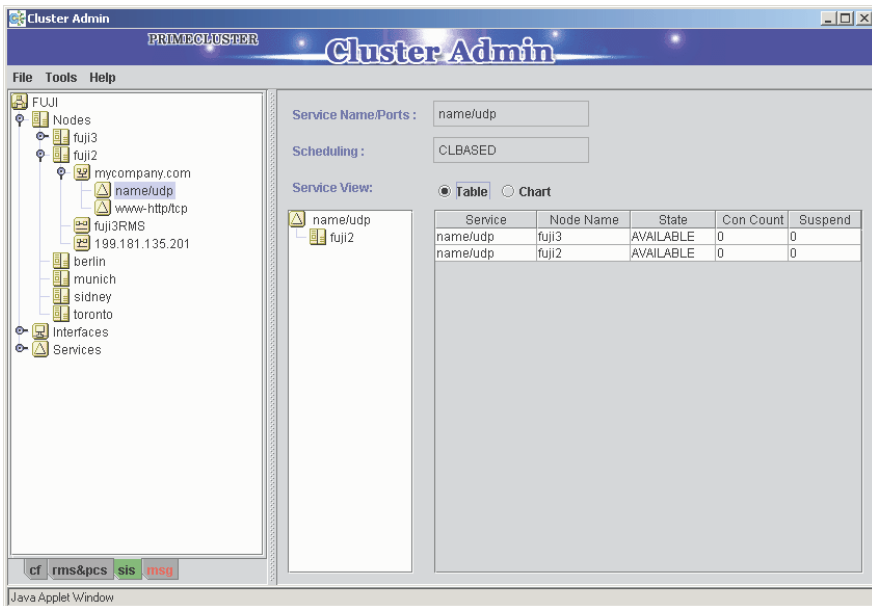 Cluster Admin
PRIMECLUSTER
Cluster Admin
File Tools Help
FUJI
Nodes
fuji3
fuji2
mycompany.com
name/udp
www-http/tcp
fuji3RMS
199.181.135.201
berlin
munich
sidney
toronto
Interfaces
Services
cf rms&pcs sis msg
Service Name/Ports : name/udp
Scheduling : CLBASED
Service View: Table Chart
name/udp
fuji2
Service Node Name State Con Count Suspend
name/udp fuji3 AVAILABLE 0 0
name/udp fuji2 AVAILABLE 0 0
Java Applet Window